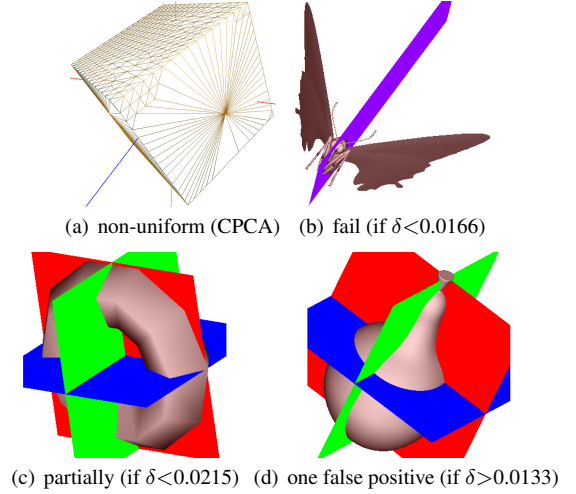 (a) non-uniform (CPCA) (b) fail (if δ<0.0166)
(c) partially (if δ<0.0215) (d) one false positive (if δ>0.0133)